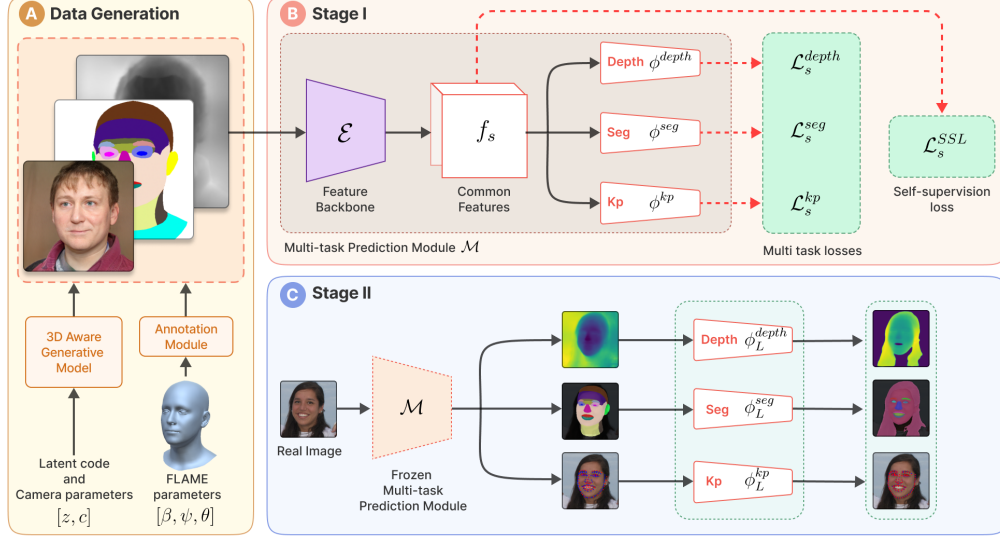 A Data Generation
3D Aware
Generative
Model
Annotation
Module
Latent code
and
Camera parameters
[z, c]
FLAME
parameters
[β, ψ, θ]
B Stage I
ℰ
Feature
Backbone
f_s
Common
Features
Depth ϕ^{depth}
Seg ϕ^{seg}
Kp ϕ^{kp}
Multi-task Prediction Module ℳ
ℒ_s^{depth}
ℒ_s^{seg}
ℒ_s^{kp}
Multi task losses
ℒ_s^{SSL}
Self-supervision
loss
C Stage II
Real Image
ℳ
Frozen
Multi-task
Prediction Module
Depth ϕ_L^{depth}
Seg ϕ_L^{seg}
Kp ϕ_L^{kp}